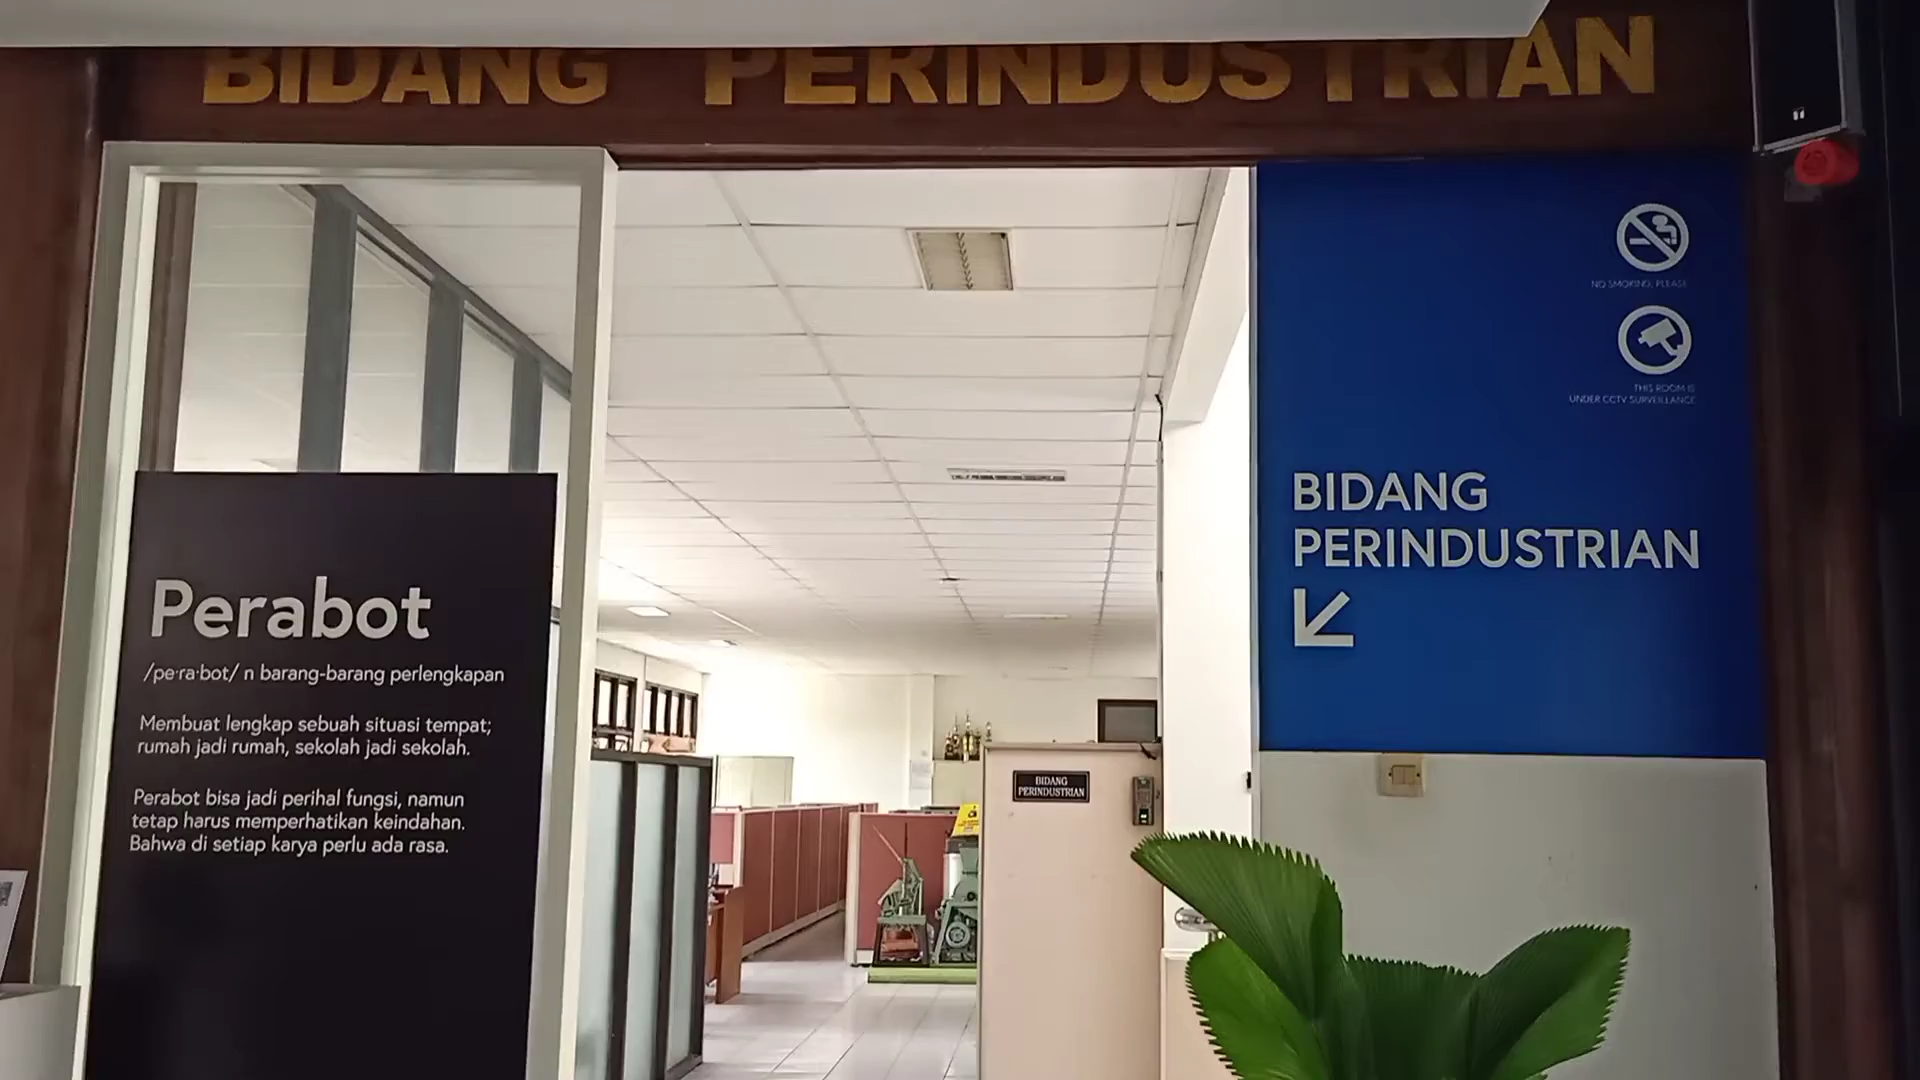 BIDANG PERINDUSTRIAN
NO SMOKING, PLEASE
THIS ROOM IS
UNDER CCTV SURVEILLANCE
BIDANG
PERINDUSTRIAN
Perabot
/pe·ra·bot/ n barang-barang perlengkapan
Membuat lengkap sebuah situasi tempat;
rumah jadi rumah, sekolah jadi sekolah.
Perabot bisa jadi perihal fungsi, namun
tetap harus memperhatikan keindahan.
Bahwa di setiap karya perlu ada rasa.
BIDANG
PERINDUSTRIAN